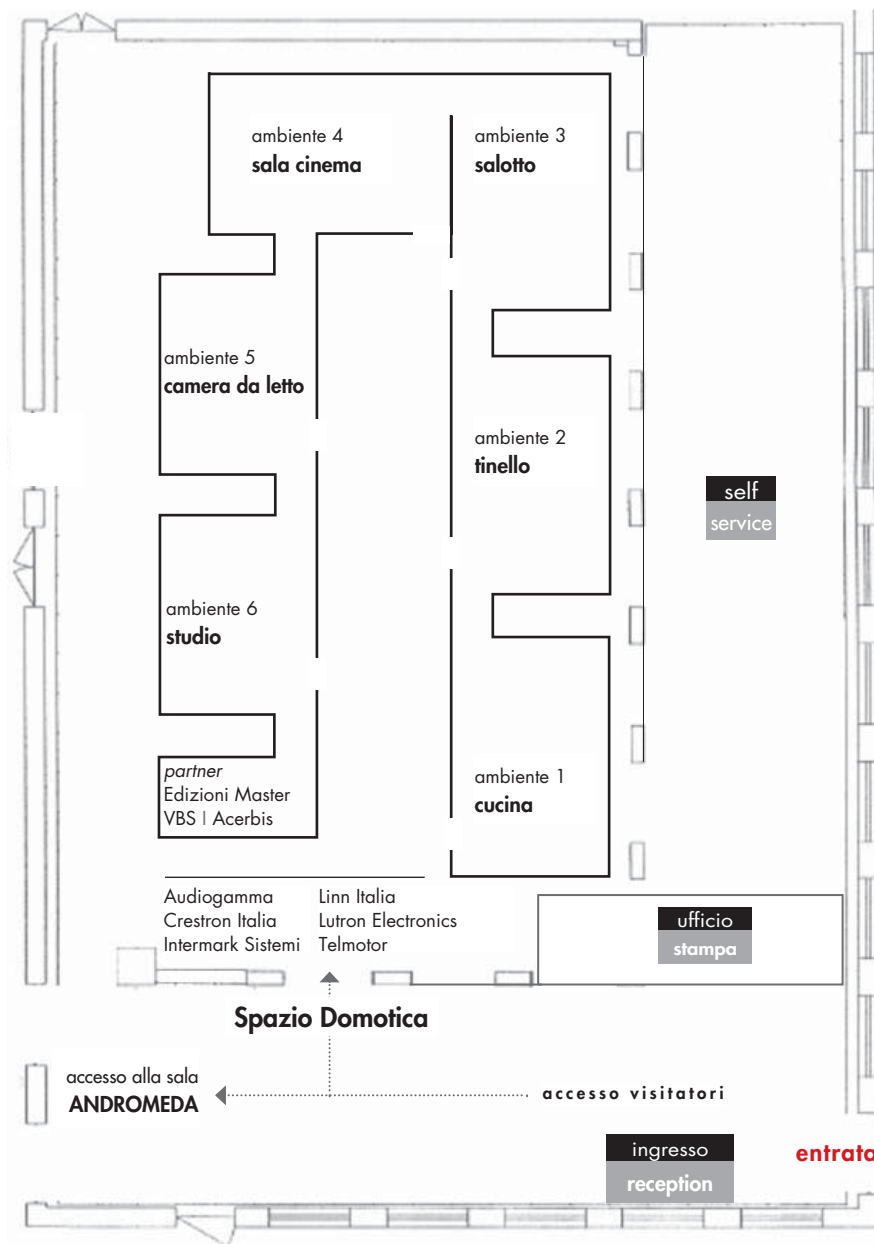 ambiente 4
sala cinema
ambiente 3
salotto
ambiente 5
camera da letto
ambiente 2
tinello
self
service
ambiente 6
studio
partner
Edizioni Master
VBS | Acerbis
ambiente 1
cucina
Audiogamma
Crestron Italia
Intermark Sistemi
Linn Italia
Lutron Electronics
Telmotor
ufficio
stampa
Spazio Domotica
accesso alla sala
ANDROMEDA
accesso visitatori
ingresso
reception
entrata